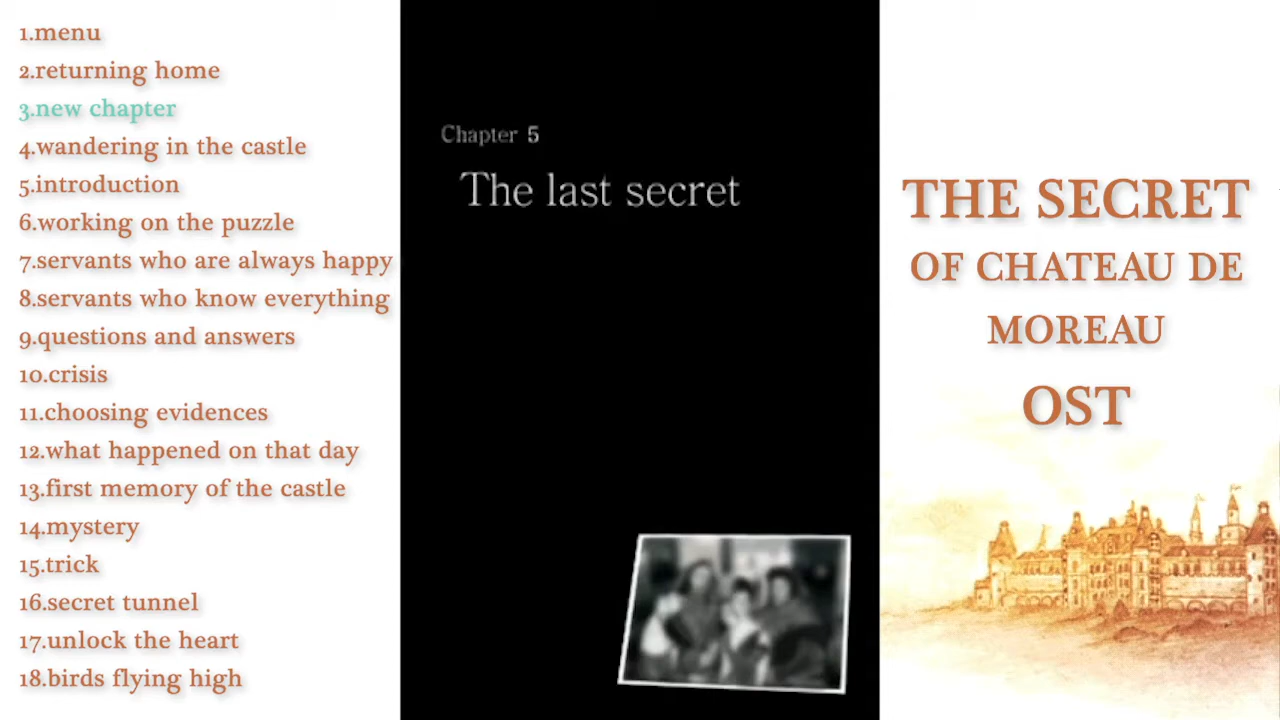 1.menu
2.returning home
3.new chapter
4.wandering in the castle
5.introduction
6.working on the puzzle
7.servants who are always happy
8.servants who know everything
9.questions and answers
10.crisis
11.choosing evidences
12.what happened on that day
13.first memory of the castle
14.mystery
15.trick
16.secret tunnel
17.unlock the heart
18.birds flying high
Chapter 5
The last secret
THE SECRET
OF CHATEAU DE
MOREAU
OST